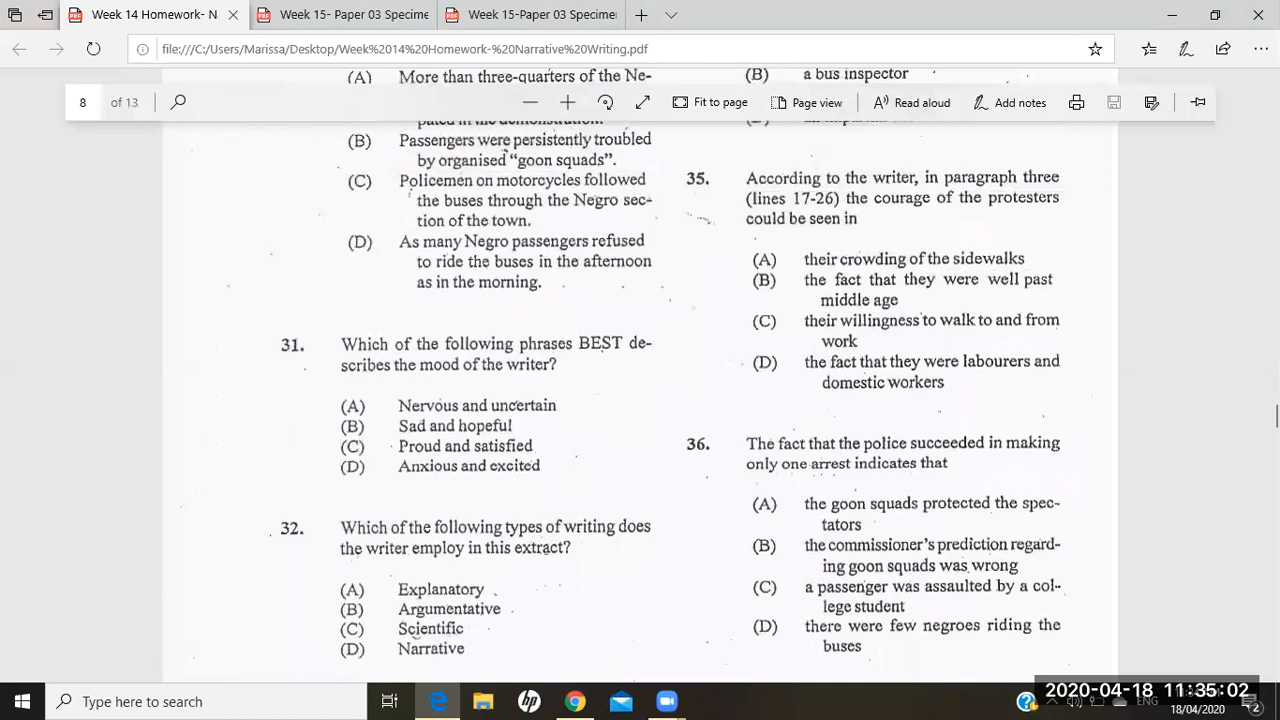 Week 14 Homework- N
Week 15- Paper 03 Specime
Week 15-Paper 03 Specime
file:///C:/Users/Marissa/Desktop/Week%2014%20Homework-%20Narrative%20Writing.pdf
8 of 13
Fit to page
Page view
Read aloud
Add notes
(A) More than three-quarters of the Ne-
pated in the demonstration.
(B) Passengers were persistently troubled
by organised “goon squads”.
(C) Policemen on motorcycles followed
the buses through the Negro sec-
tion of the town.
(D) As many Negro passengers refused
to ride the buses in the afternoon
as in the morning.
31. Which of the following phrases BEST de-
scribes the mood of the writer?
(A) Nervous and uncertain
(B) Sad and hopeful
(C) Proud and satisfied
(D) Anxious and excited
32. Which of the following types of writing does
the writer employ in this extract?
(A) Explanatory
(B) Argumentative
(C) Scientific
(D) Narrative
(B) a bus inspector
35. According to the writer, in paragraph three
(lines 17-26) the courage of the protesters
could be seen in
(A) their crowding of the sidewalks
(B) the fact that they were well past
middle age
(C) their willingness to walk to and from
work
(D) the fact that they were labourers and
domestic workers
36. The fact that the police succeeded in making
only one arrest indicates that
(A) the goon squads protected the spec-
tators
(B) the commissioner's prediction regard-
ing goon squads was wrong
(C) a passenger was assaulted by a col-
lege student
(D) there were few negroes riding the
buses
Type here to search
ENG
2020-04-18 11:35:02
18/04/2020